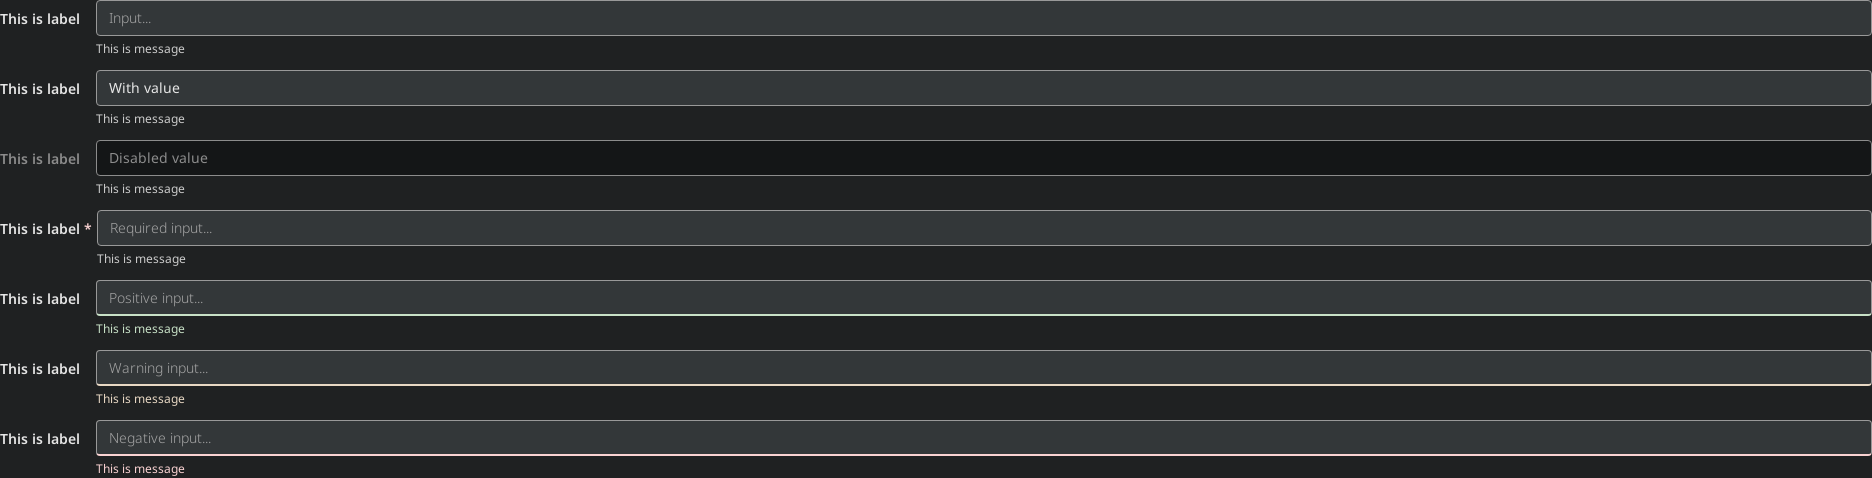 This is label Input...
This is message
This is label With value
This is message
This is label Disabled value
This is message
This is label * Required input...
This is message
This is label Positive input...
This is message
This is label Warning input...
This is message
This is label Negative input...
This is message